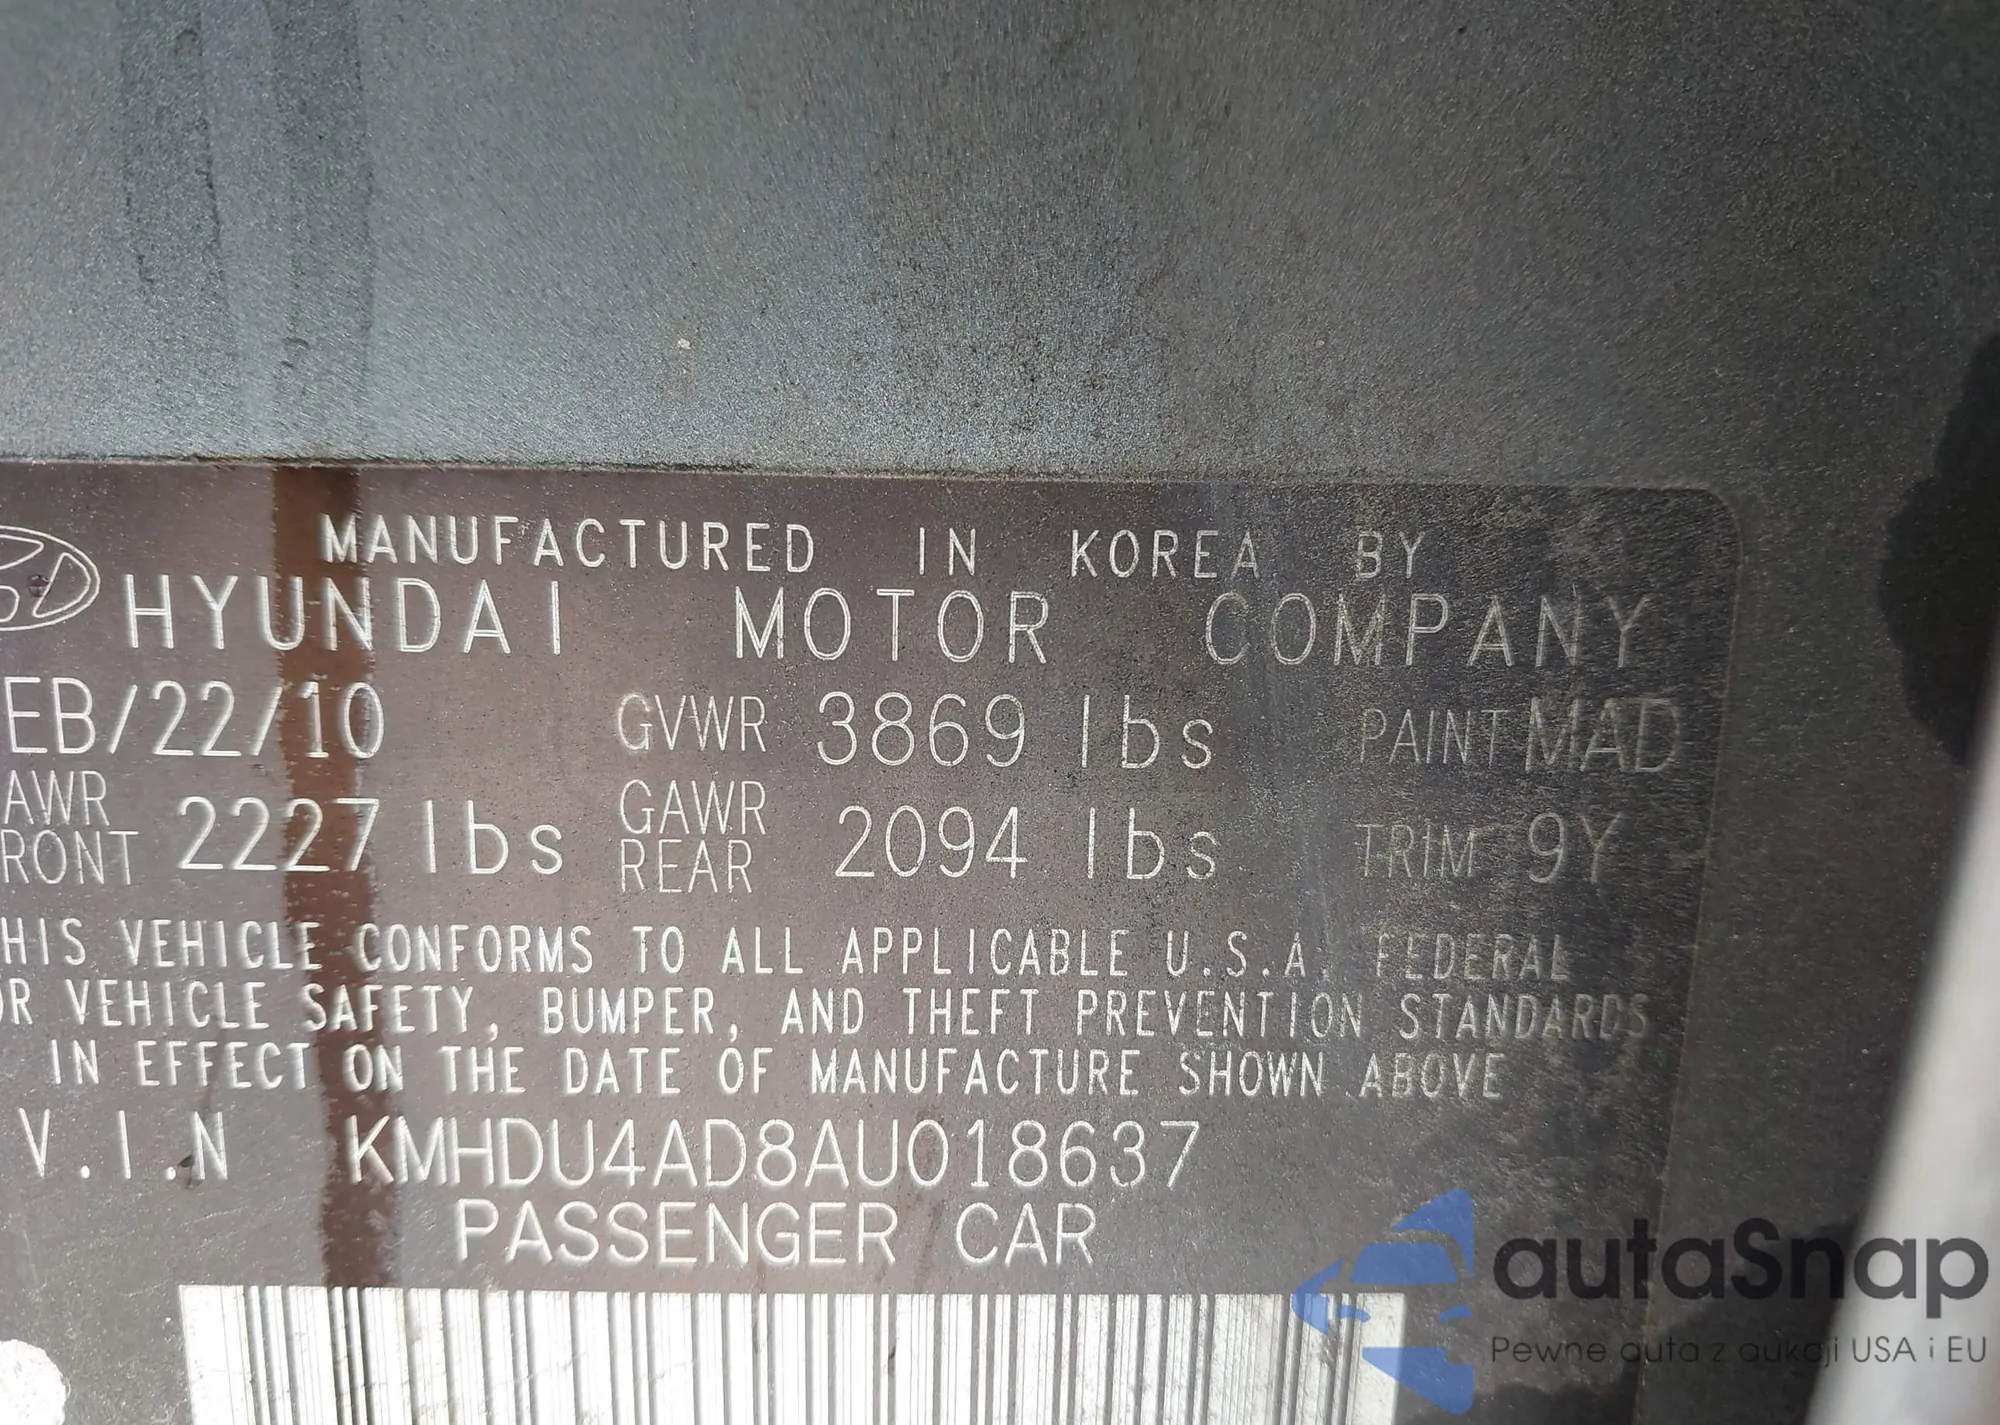 MANUFACTURED IN KOREA BY
HYUNDAI MOTOR COMPANY
EB/22/10 GVWR 3869 lbs PAINT MAD
AWR
RONT 2227 lbs GAWR
REAR 2094 lbs TRIM 9Y
HIS VEHICLE CONFORMS TO ALL APPLICABLE U.S.A. FEDERAL
OR VEHICLE SAFETY, BUMPER, AND THEFT PREVENTION STANDARDS
IN EFFECT ON THE DATE OF MANUFACTURE SHOWN ABOVE
V.I.N KMHDU4AD8AU018637
PASSENGER CAR
autaSnap
Pewne auta z aukcji USA i EU